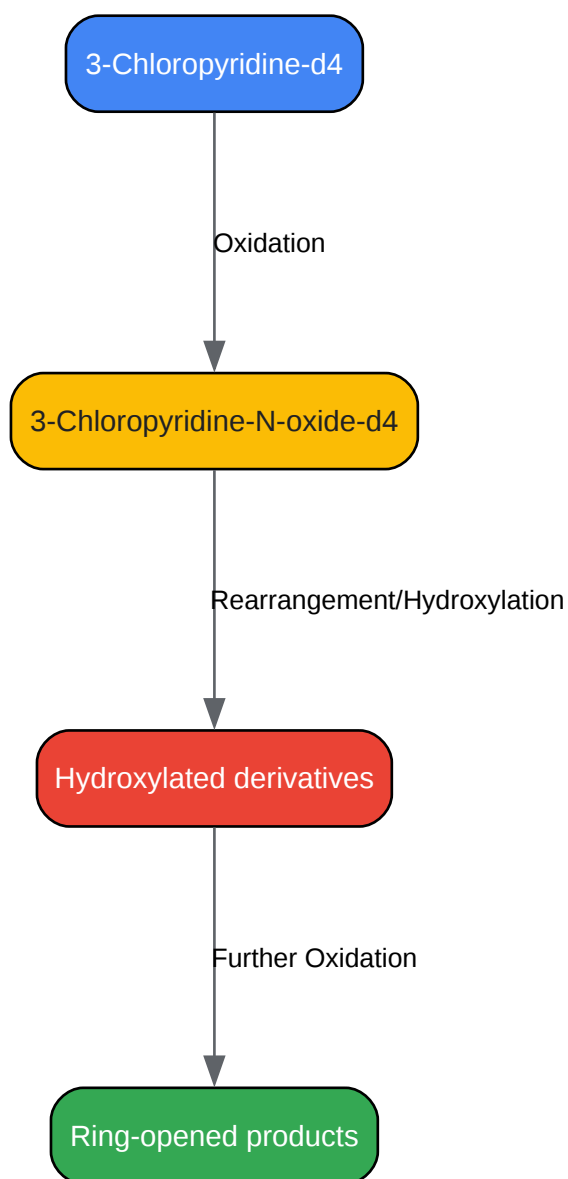 3-Chloropyridine-d4
Oxidation
3-Chloropyridine-N-oxide-d4
Rearrangement/Hydroxylation
Hydroxylated derivatives
Further Oxidation
Ring-opened products